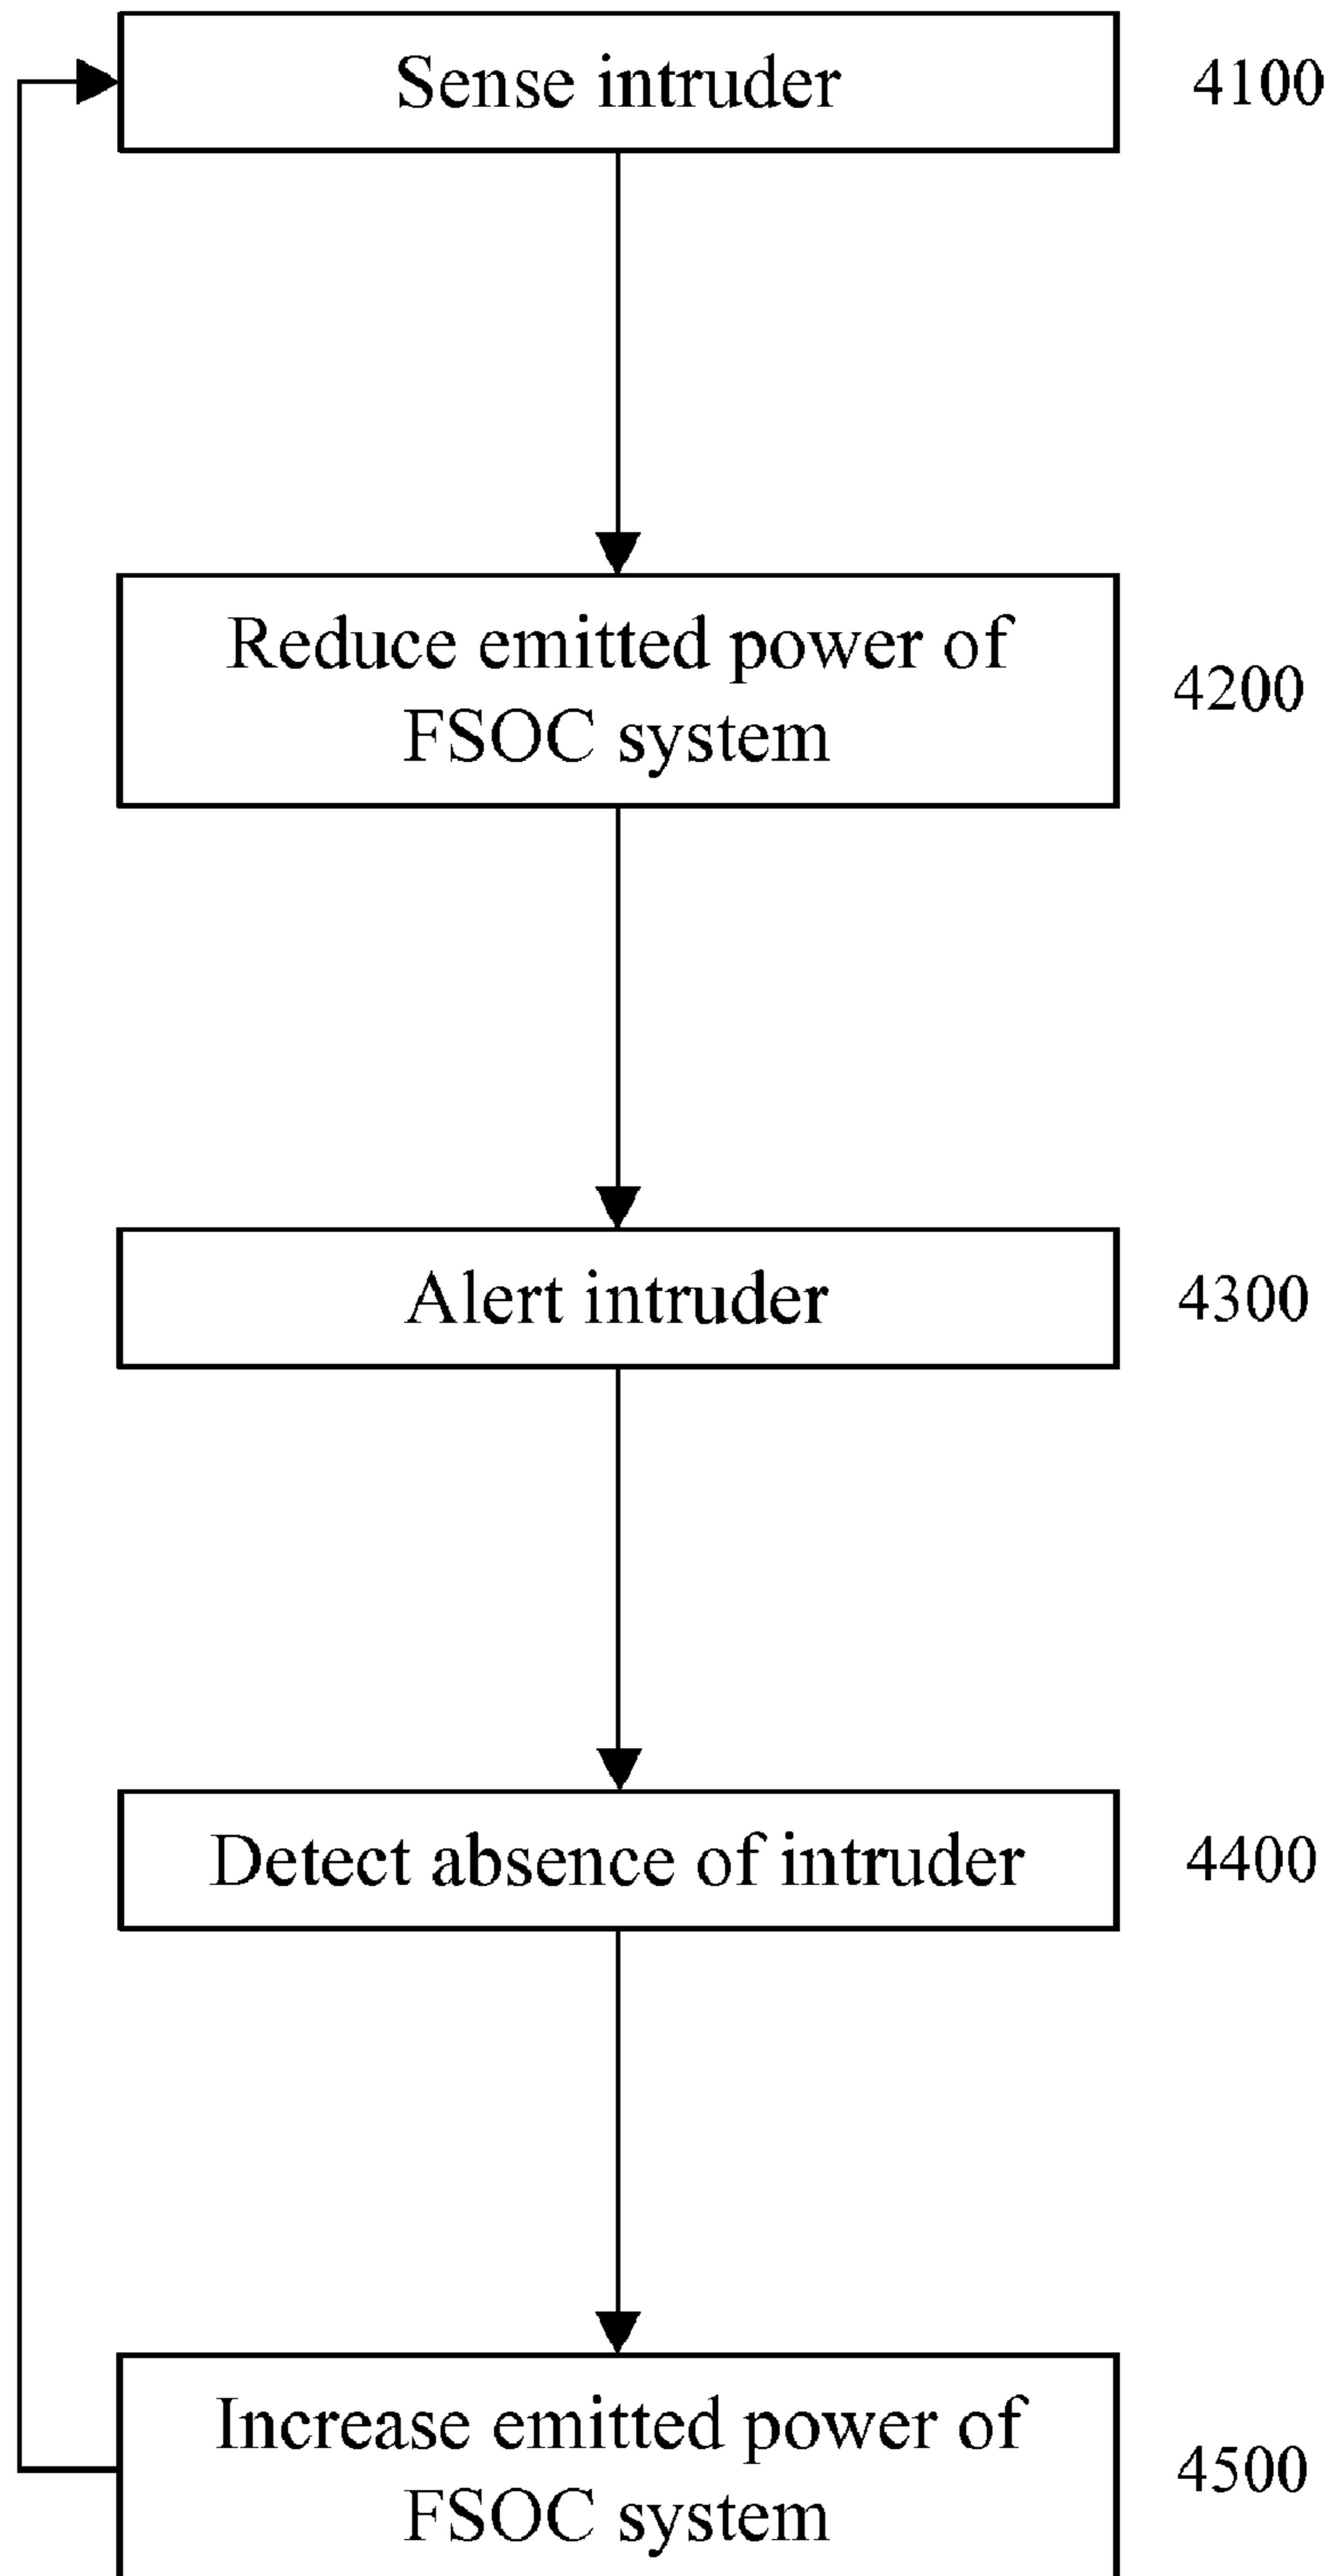 Sense intruder
4100
Reduce emitted power of
FSOC system
4200
Alert intruder
4300
Detect absence of intruder
4400
Increase emitted power of
FSOC system
4500